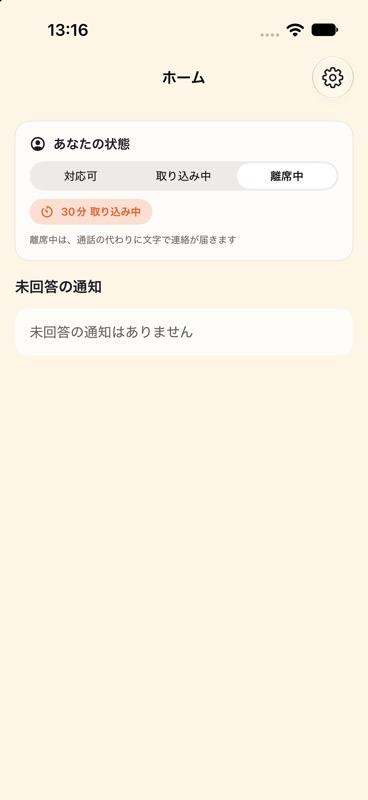 13:16
ホーム
あなたの状態
対応可
取り込み中
離席中
30分 取り込み中
離席中は、通話の代わりに文字で連絡が届きます
未回答の通知
未回答の通知はありません